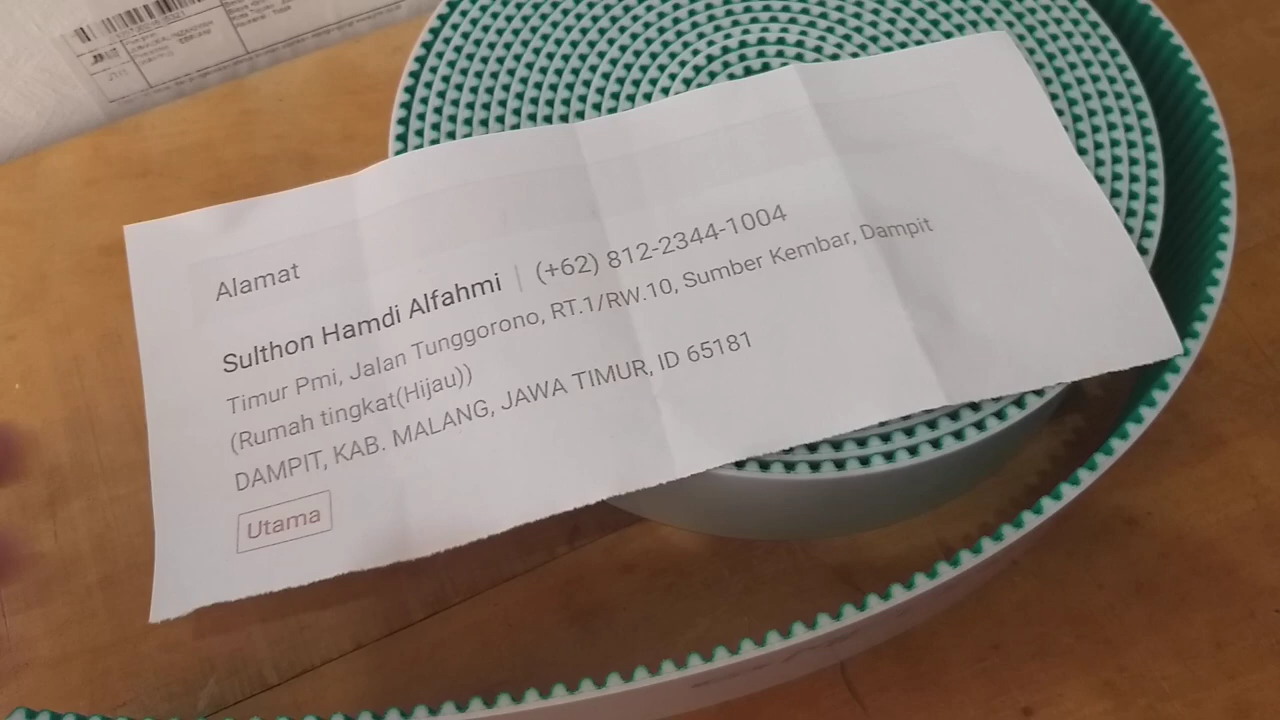 Alamat
Sulthon Hamdi Alfahmi | (+62) 812-2344-1004
Timur Pmi, Jalan Tunggorono, RT.1/RW.10, Sumber Kembar, Dampit
(Rumah tingkat(Hijau))
DAMPIT, KAB. MALANG, JAWA TIMUR, ID 65181
Utama